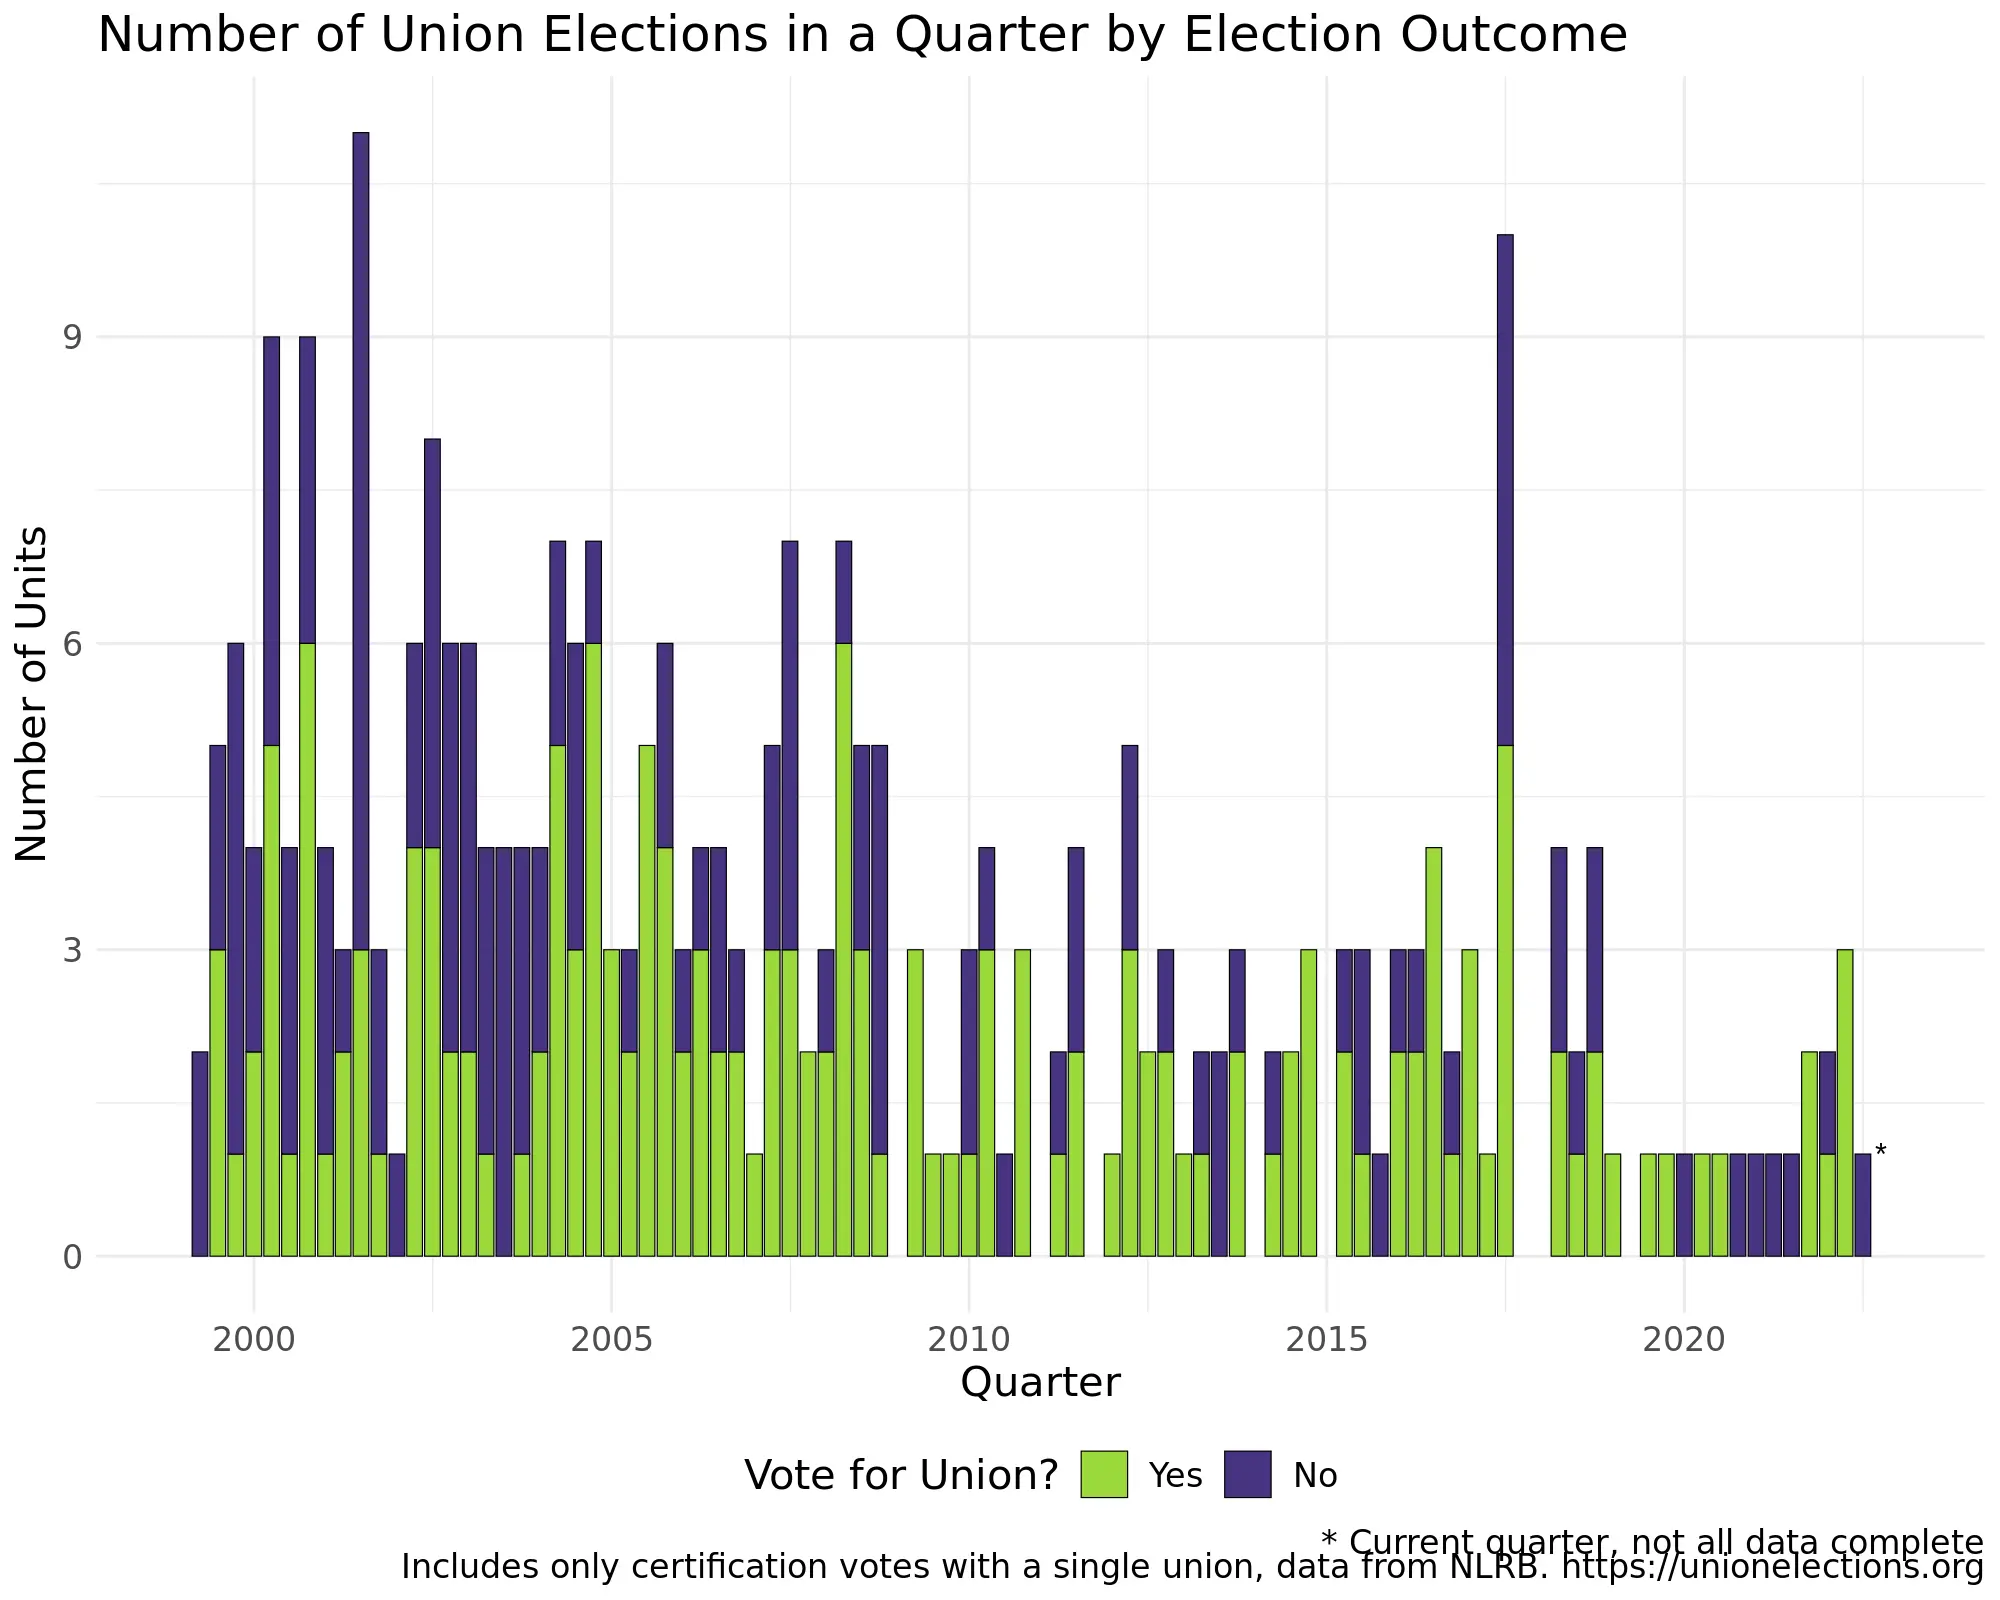 Number of Union Elections in a Quarter by Election Outcome
Number of Units
9
6
3
0
*
2000 2005 2010 2015 2020
Quarter
Vote for Union? Yes No
* Current quarter, not all data complete
Includes only certification votes with a single union, data from NLRB. https://unionelections.org